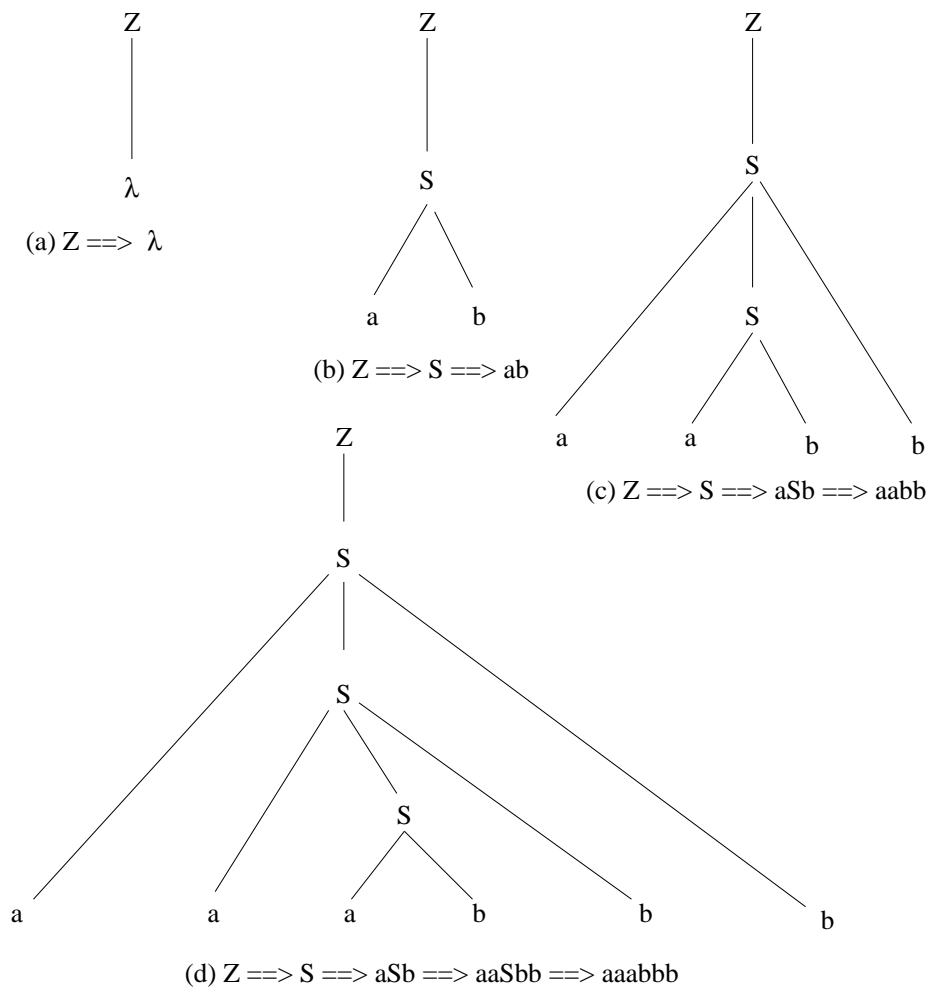 Z
λ
(a) Z ==> λ
Z
S
a b
(b) Z ==> S ==> ab
Z
S
S
a a b b
(c) Z ==> S ==> aSb ==> aabb
Z
S
S
S
a a a b b b
(d) Z ==> S ==> aSb ==> aaSbb ==> aaabbb